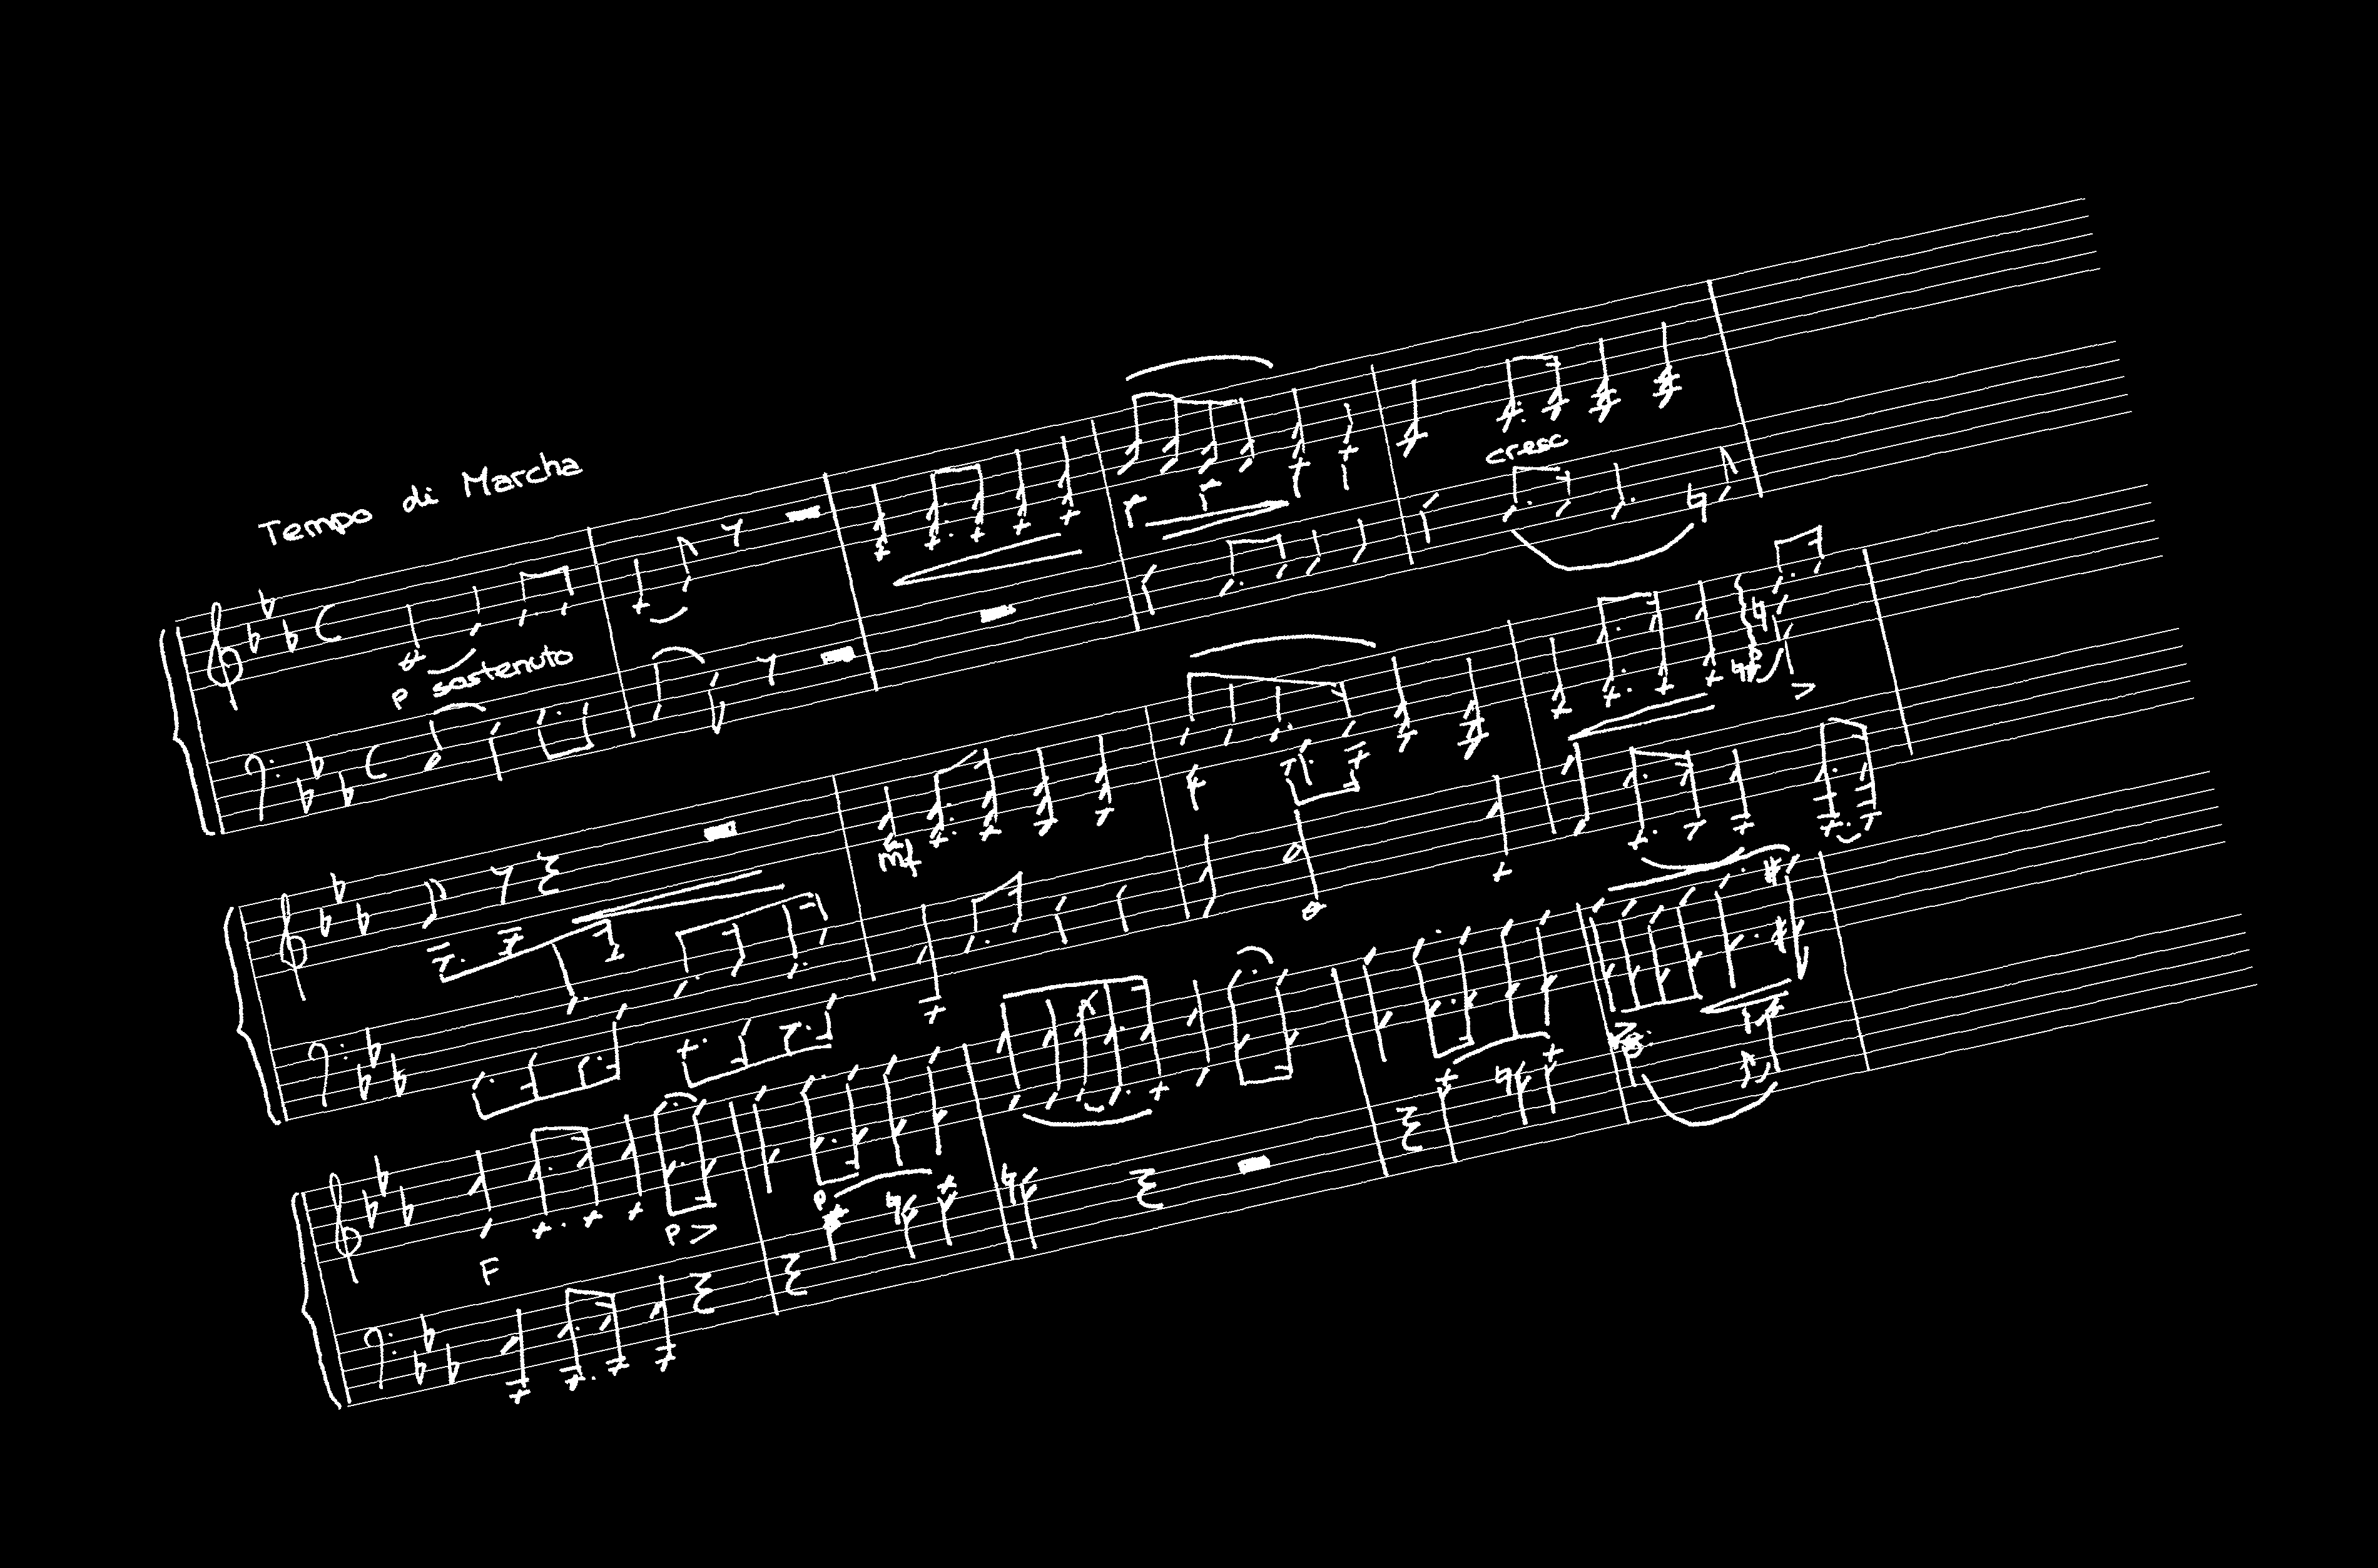 Tempo di Marcha
p sostenuto
cresc
mf
F
p
p